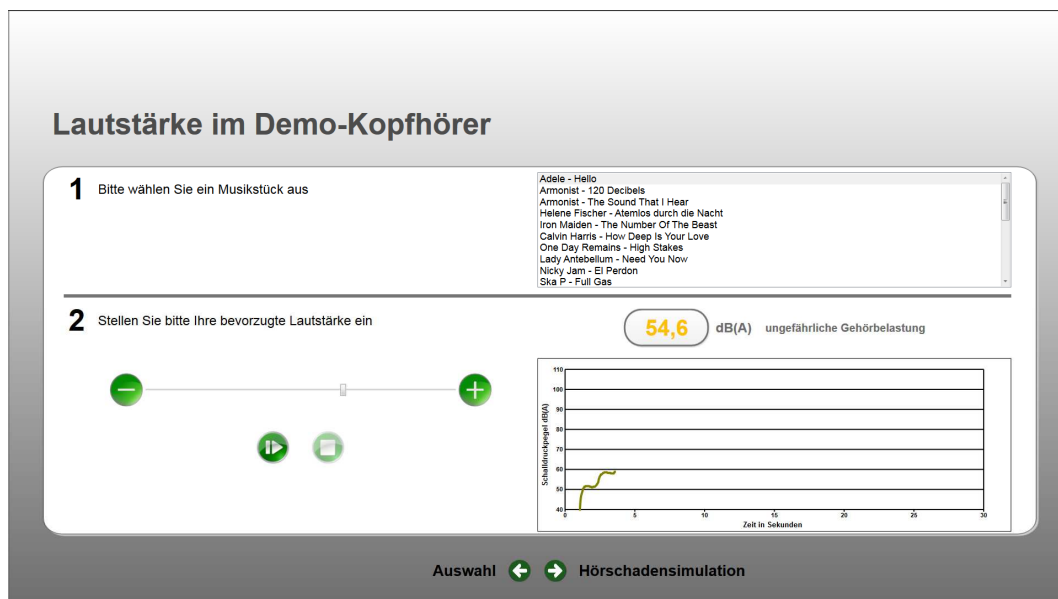 Lautstärke im Demo-Kopfhörer
1 Bitte wählen Sie ein Musikstück aus
Adele - Hello
Armonist - 120 Decibels
Armonist - The Sound That I Hear
Helene Fischer - Atemlos durch die Nacht
Iron Maiden - The Number Of The Beast
Calvin Harris - How Deep Is Your Love
One Day Remains - High Stakes
Lady Antebellum - Need You Now
Nicky Jam - El Perdon
Ska P - Full Gas
2 Stellen Sie bitte Ihre bevorzugte Lautstärke ein
54,6 dB(A) ungefährliche Gehörbelastung
Schalldruckpegel dB(A)
110
100
90
80
70
60
50
40
0 5 10 15 20 25 30
Zeit in Sekunden
Auswahl Hörschadensimulation